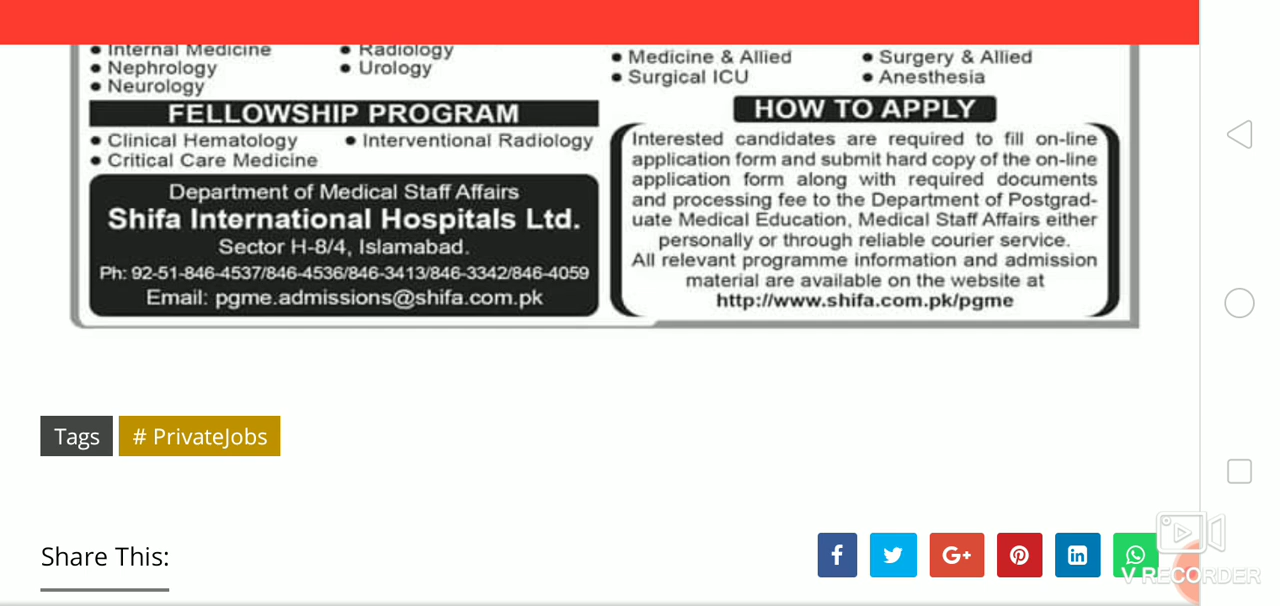 • Internal Medicine
• Nephrology
• Neurology
• Radiology
• Urology
FELLOWSHIP PROGRAM
• Clinical Hematology
• Critical Care Medicine
• Interventional Radiology
Department of Medical Staff Affairs
Shifa International Hospitals Ltd.
Sector H-8/4, Islamabad.
Ph: 92-51-846-4537/846-4536/846-3413/846-3342/846-4059
Email: pgme.admissions@shifa.com.pk
• Medicine & Allied
• Surgical ICU
• Surgery & Allied
• Anesthesia
HOW TO APPLY
Interested candidates are required to fill on-line
application form and submit hard copy of the on-line
application form along with required documents
and processing fee to the Department of Postgrad-
uate Medical Education, Medical Staff Affairs either
personally or through reliable courier service.
All relevant programme information and admission
material are available on the website at
http://www.shifa.com.pk/pgme
Tags
# PrivateJobs
Share This:
f
G+
in
V RECORDER